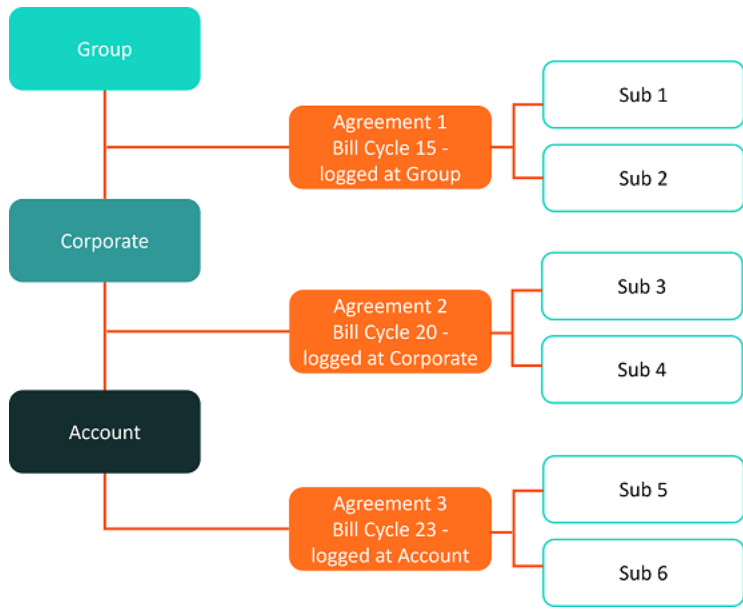 Group
Agreement 1
Bill Cycle 15 -
logged at Group
Sub 1
Sub 2
Corporate
Agreement 2
Bill Cycle 20 -
logged at Corporate
Sub 3
Sub 4
Account
Agreement 3
Bill Cycle 23 -
logged at Account
Sub 5
Sub 6